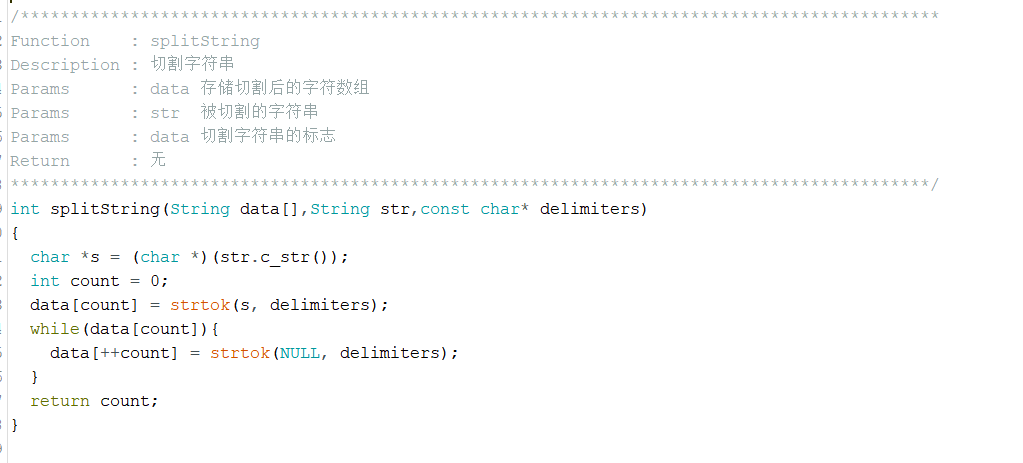 /********************************************************************************************
Function    : splitString
Description : 切割字符串
Params      : data 存储切割后的字符数组
Params      : str  被切割的字符串
Params      : data 切割字符串的标志
Return      : 无
********************************************************************************************/
int splitString(String data[],String str,const char* delimiters)
{
  char *s = (char *)(str.c_str());
  int count = 0;
  data[count] = strtok(s, delimiters);
  while(data[count]){
    data[++count] = strtok(NULL, delimiters);
  }
  return count;
}